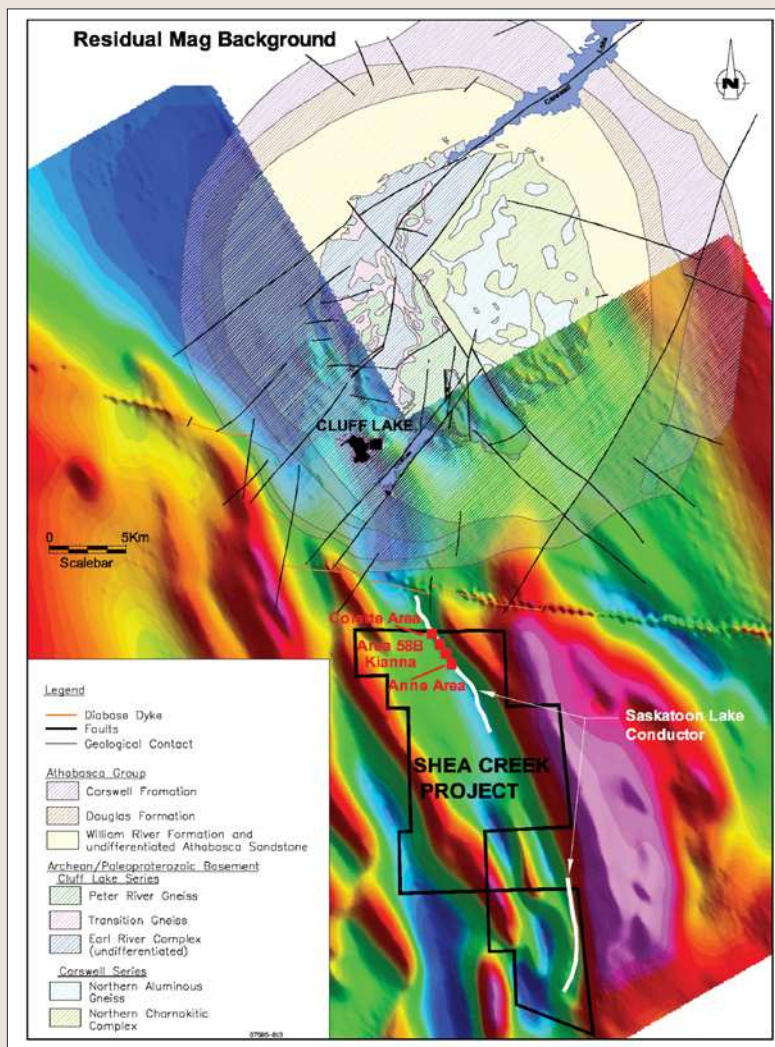 Residual Mag Background
N
Carswell
Lake
CLUFF LAKE
0 5Km
Scalebar
Colette Area
Area 58B
Kianna
Anne Area
Saskatoon Lake
Conductor
SHEA CREEK
PROJECT
Legend
Diabase Dyke
Faults
Geological Contact
Athabasca Group
Carswell Fromation
Douglas Formation
William River Formation and
undifferentiated Athabasca Sandstone
Archean/Paleoproterozoic Basement
Cluff Lake Series
Peter River Gneiss
Transition Gneiss
Earl River Complex
(undifferentiated)
Carswell Series
Northern Aluminous
Gneiss
Northern Charnokitic
Complex